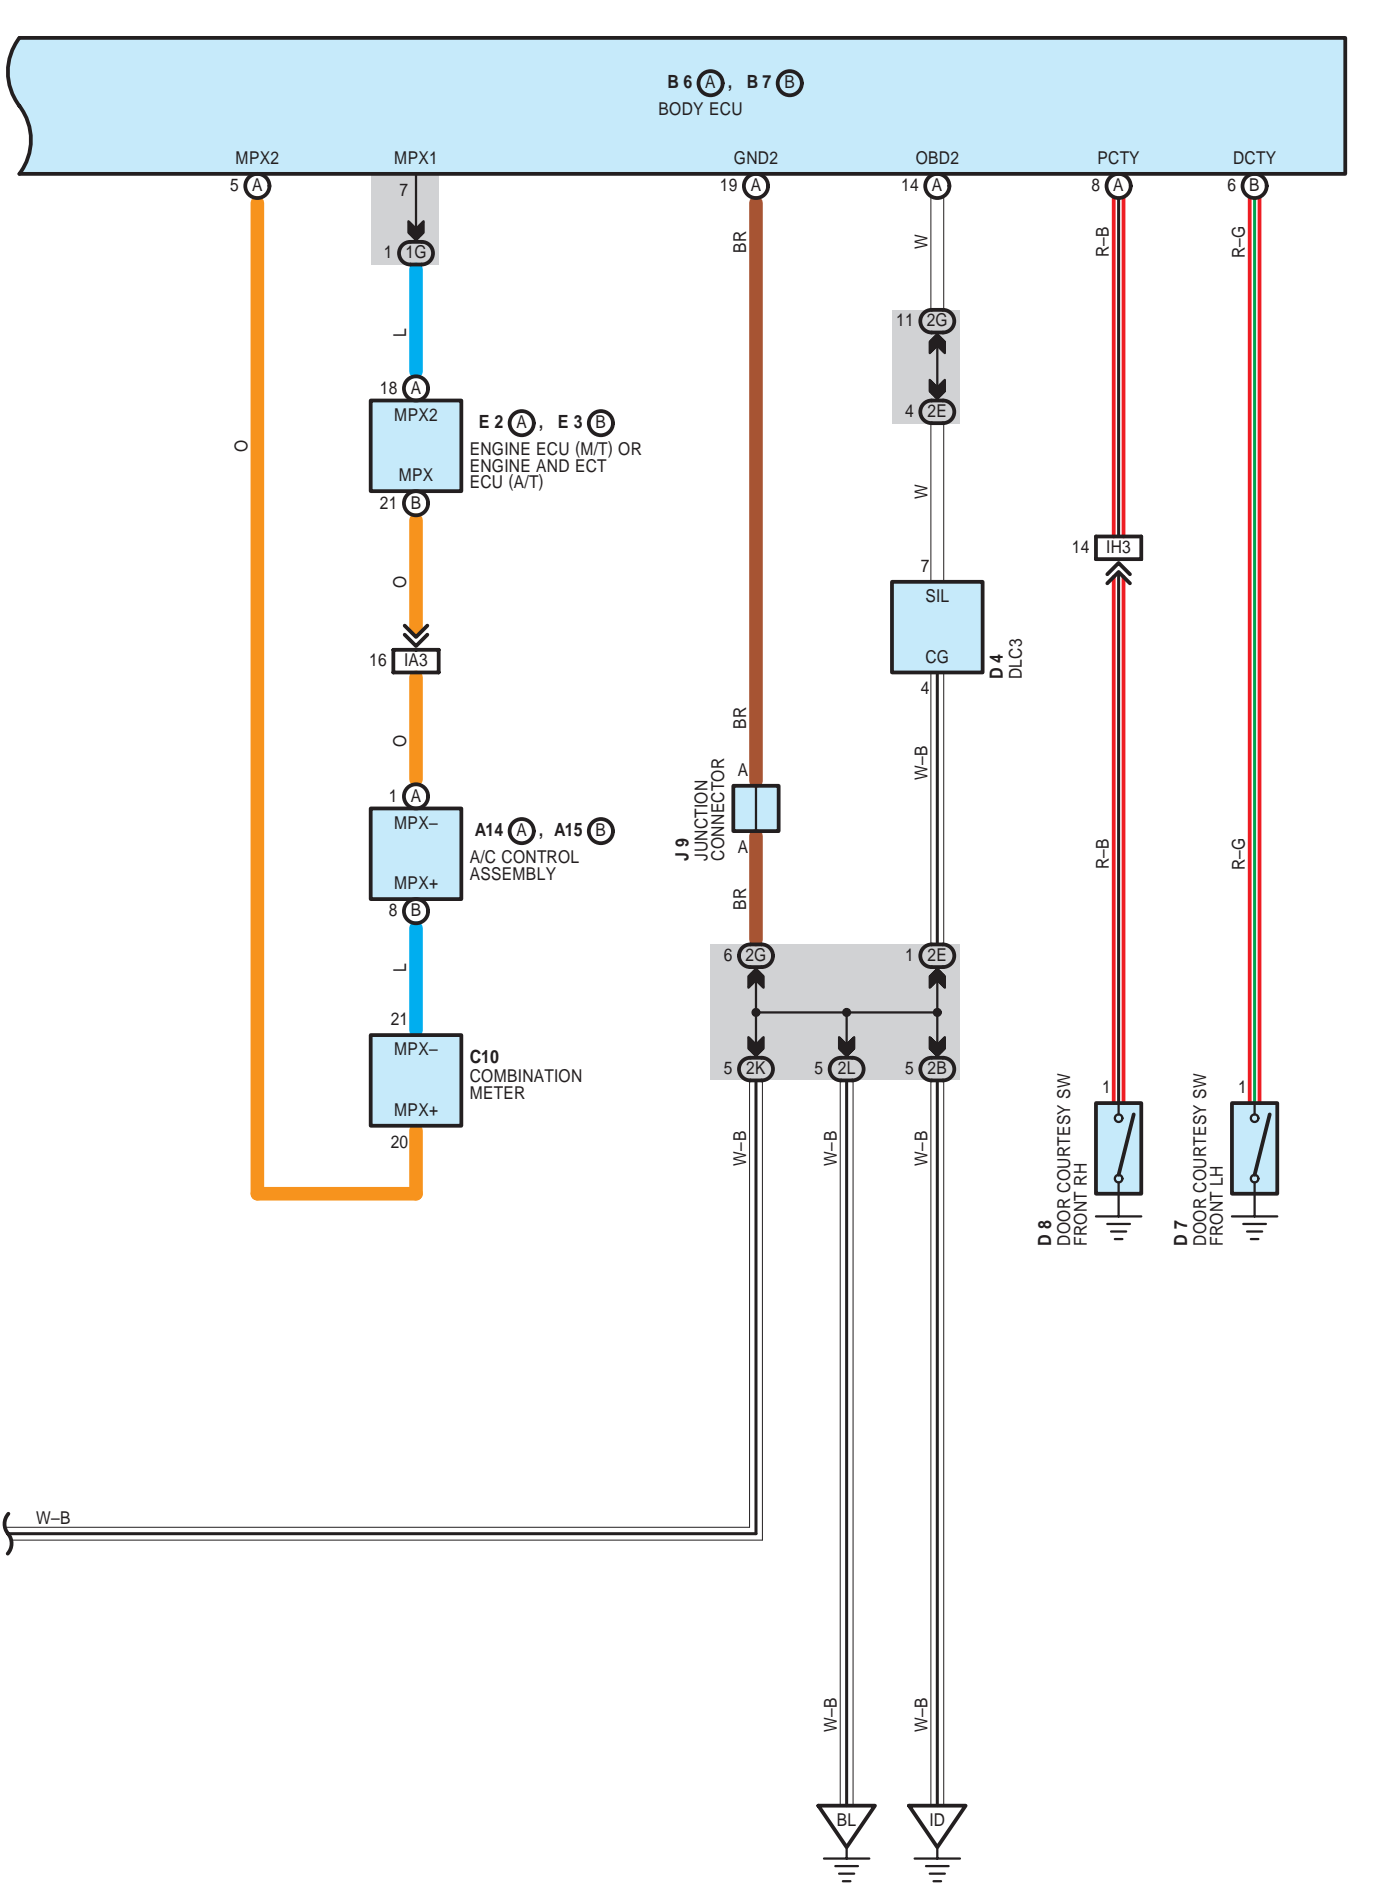 B 6 A , B 7 B
BODY ECU
MPX2 MPX1 GND2 OBD2 PCTY DCTY
5 A 7 19 A 14 A 8 A 6 B
BR W R–B R–G
1 1G
11 2G
L
18 A
4 2E
MPX2
E 2 A , E 3 B
O
ENGINE ECU (M/T) OR
ENGINE AND ECT
ECU (A/T)
MPX
W
21 B
14 IH3
7
O
SIL
16 IA3
CG
D 4
DLC3
4
BR
O
W–B
A
1 A
J 9
JUNCTION
CONNECTOR
MPX–
A14 A , A15 B
A
A/C CONTROL
ASSEMBLY
R–B R–G
MPX+
BR
8 B
6 2G 1 2E
L
21
MPX–
C10
COMBINATION
METER
5 2K 5 2L 5 2B
1 1
MPX+
20
W–B W–B W–B
D 8
DOOR COURTESY SW
FRONT RH
D 7
DOOR COURTESY SW
FRONT LH
W–B
W–B W–B
BL ID